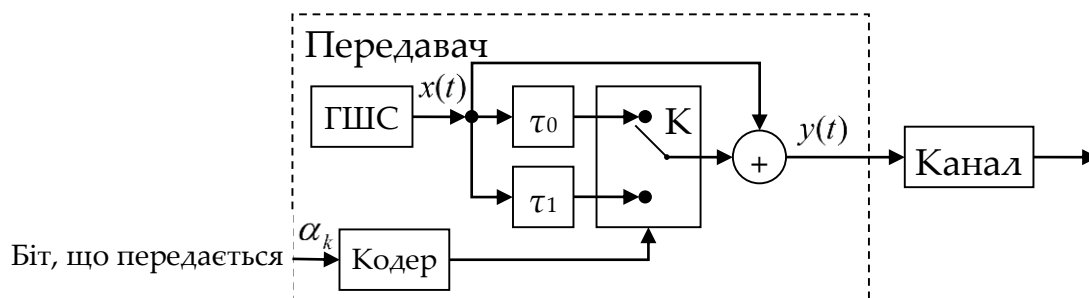 Передавач
x(t)
ГШС
τ0
К
y(t)
+
Канал
τ1
αk
Біт, що передається
Кодер